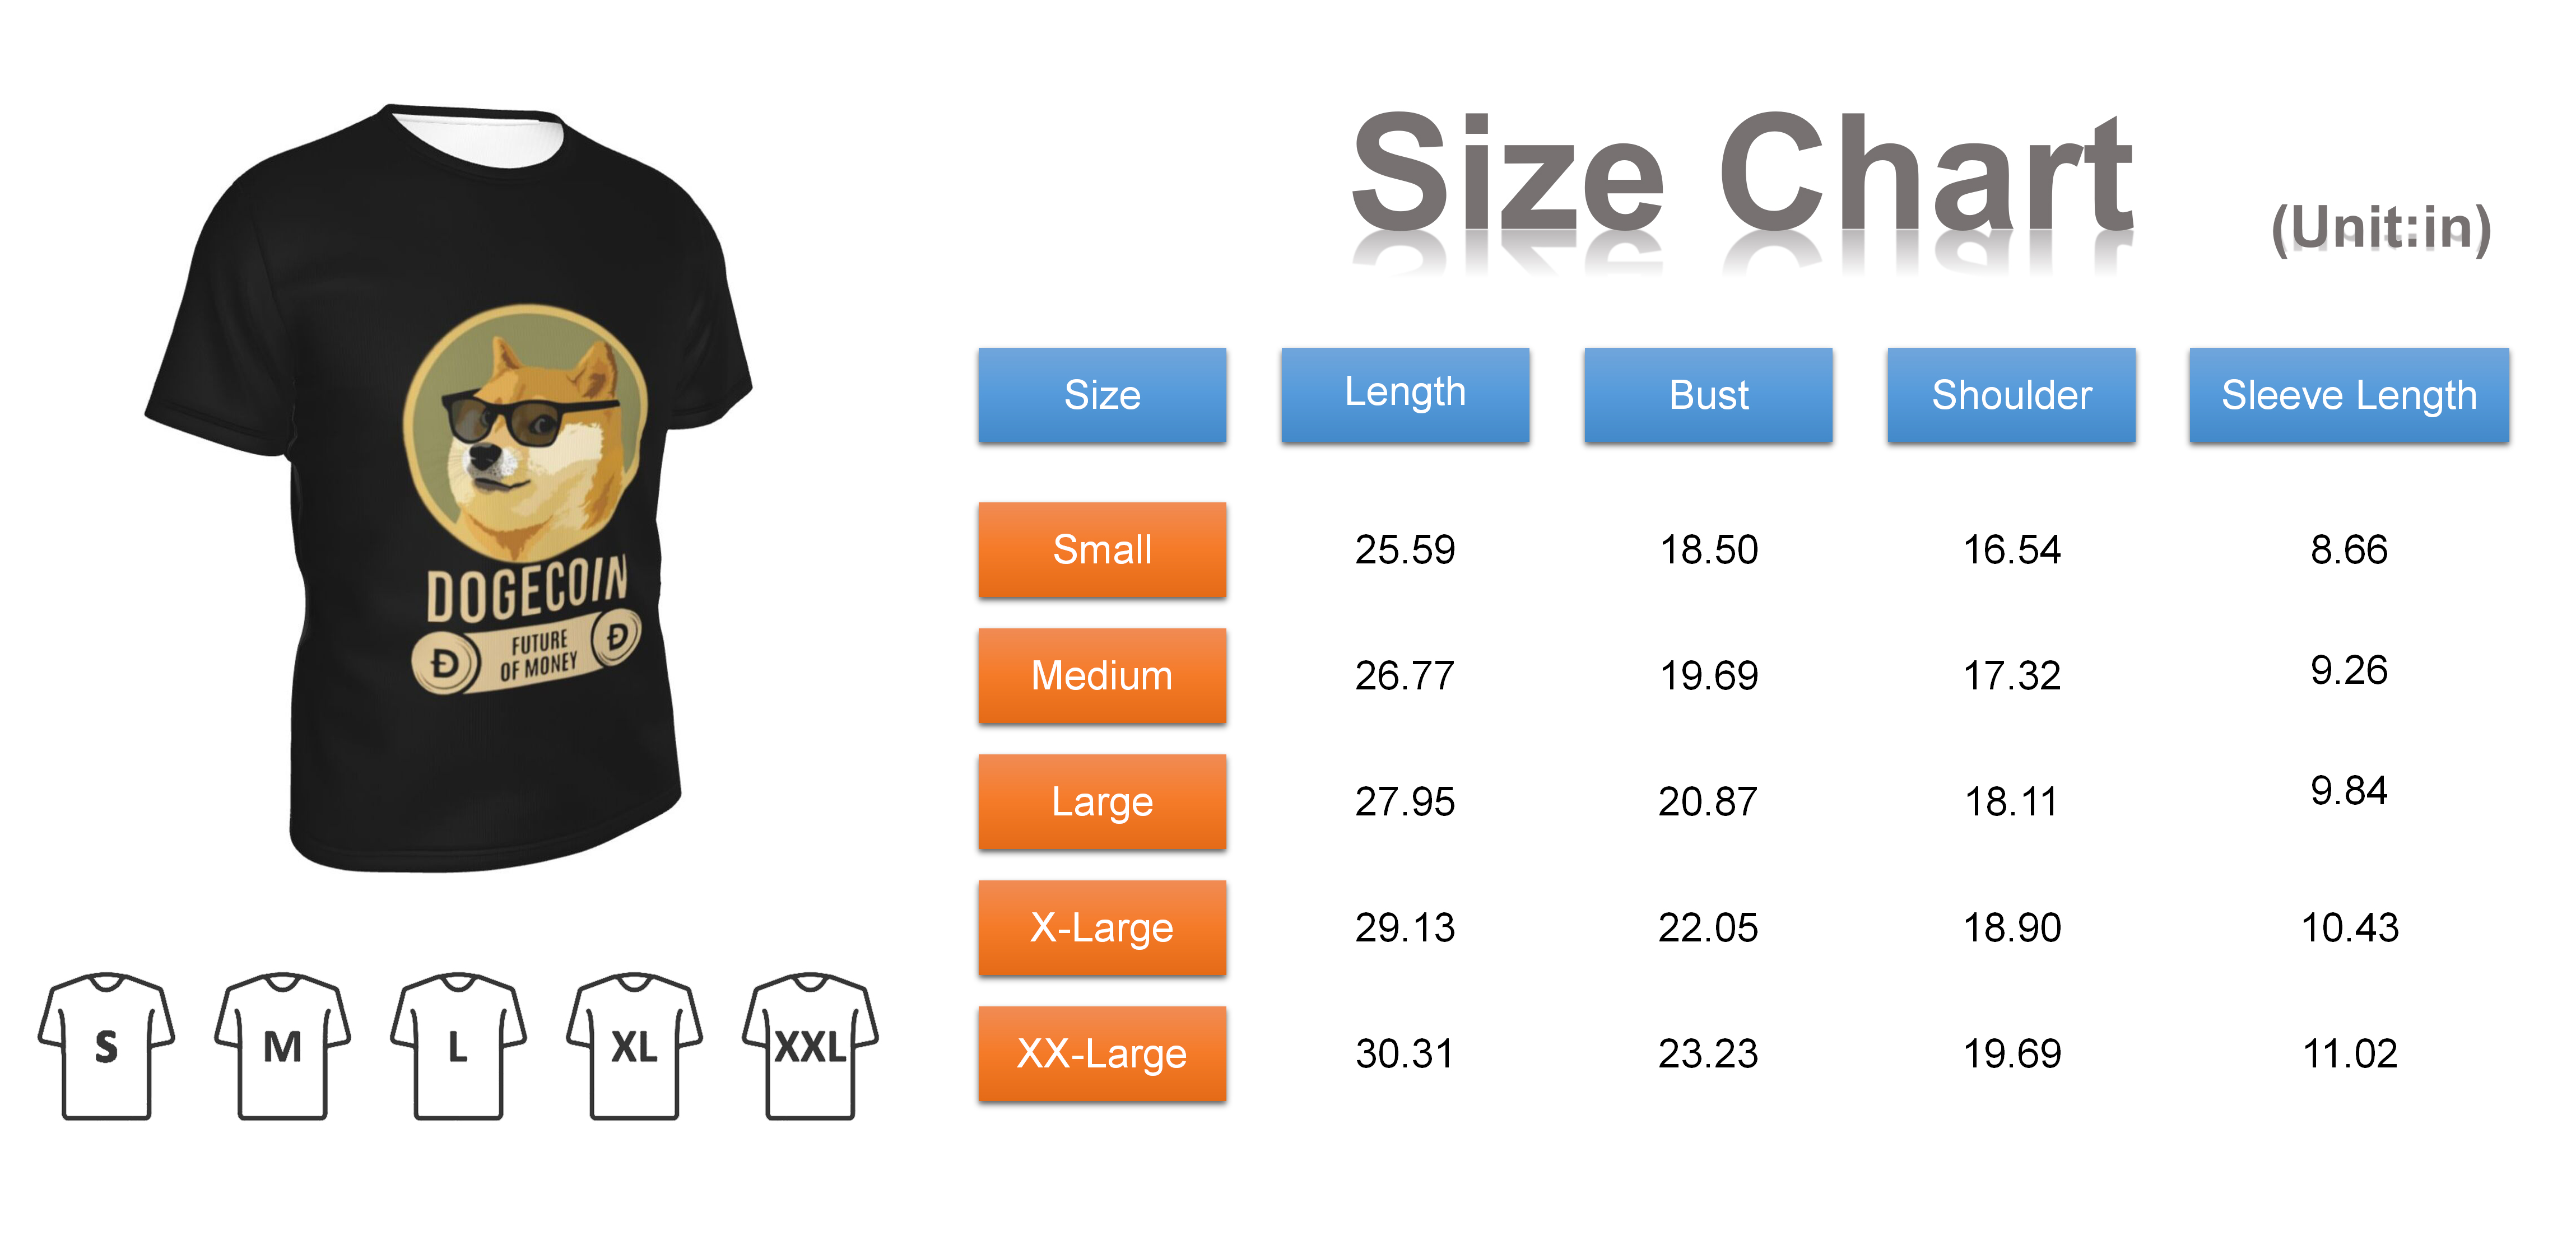 DOGECOIN
Đ FUTURE Đ
OF MONEY
S M L XL XXL
Size Chart (Unit:in)
Size Length Bust Shoulder Sleeve Length
Small 25.59 18.50 16.54 8.66
Medium 26.77 19.69 17.32 9.26
Large 27.95 20.87 18.11 9.84
X-Large 29.13 22.05 18.90 10.43
XX-Large 30.31 23.23 19.69 11.02